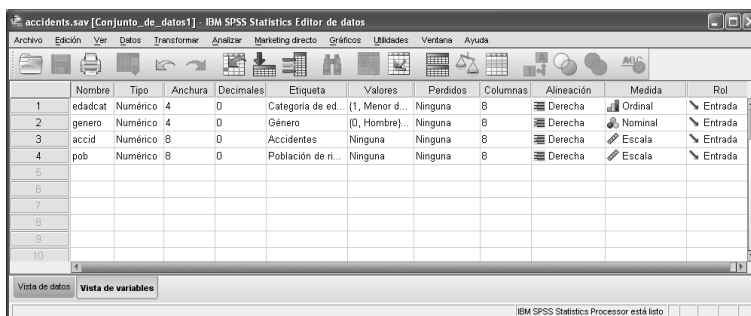 accidents.sav [Conjunto_de_datos1] - IBM SPSS Statistics Editor de datos
Archivo Edición Ver Datos Transformar Analizar Marketing directo Gráficos Utilidades Ventana Ayuda
Nombre Tipo Anchura Decimales Etiqueta Valores Perdidos Columnas Alineación Medida Rol
1 edadcat Numérico 4 0 Categoría de ed... {1, Menor d... Ninguna 8 Derecha Ordinal Entrada
2 genero Numérico 4 0 Género {0, Hombre}... Ninguna 8 Derecha Nominal Entrada
3 accid Numérico 8 0 Accidentes Ninguna Ninguna 8 Derecha Escala Entrada
4 pob Numérico 8 0 Población de ri... Ninguna Ninguna 8 Derecha Escala Entrada
5
6
7
8
9
10
Vista de datos Vista de variables
IBM SPSS Statistics Processor está listo